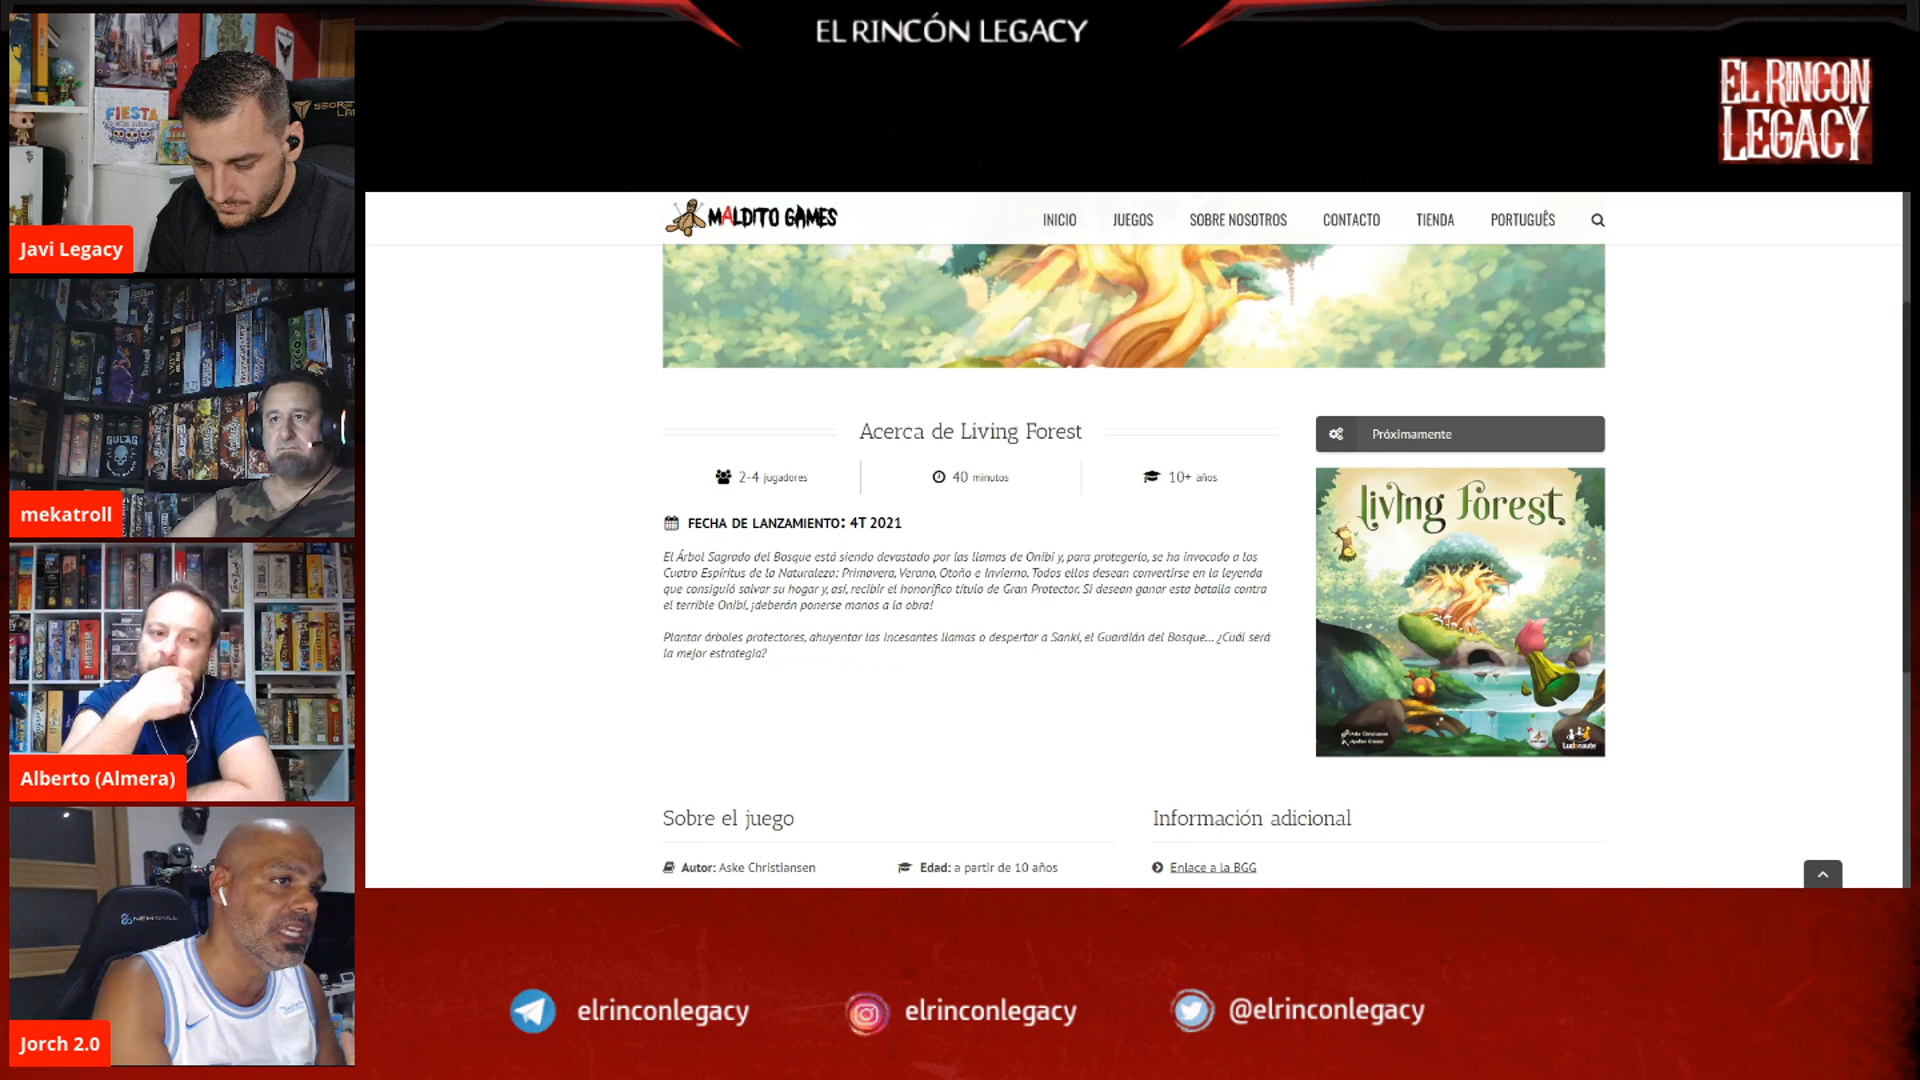 EL RINCÓN LEGACY
EL RINCON
LEGACY
FIESTA
Javi Legacy
GULAG
mekatroll
MUSEUM
Alberto (Almera)
NEWSKILL
Jorch 2.0
MALDITO GAMES
INICIO
JUEGOS
SOBRE NOSOTROS
CONTACTO
TIENDA
PORTUGUÊS
Acerca de Living Forest
2-4 jugadores
40 minutos
10+ años
FECHA DE LANZAMIENTO: 4T 2021
El Árbol Sagrado del Bosque está siendo devastado por las llamas de Onibi y, para protegerlo, se ha invocado a los
Cuatro Espíritus de la Naturaleza: Primavera, Verano, Otoño e Invierno. Todos ellos desean convertirse en la leyenda
que consiguió salvar su hogar y, así, recibir el honorífico título de Gran Protector. Si desean ganar esta batalla contra
el terrible Onibi, ¡deberán ponerse manos a la obra!
Plantar árboles protectores, ahuyentar las incesantes llamas o despertar a Sanki, el Guardián del Bosque... ¿Cuál será
la mejor estrategia?
Próximamente
Living Forest
Ludonaute
Sobre el juego
Autor: Aske Christiansen
Edad: a partir de 10 años
Información adicional
Enlace a la BGG
elrinconlegacy
elrinconlegacy
@elrinconlegacy